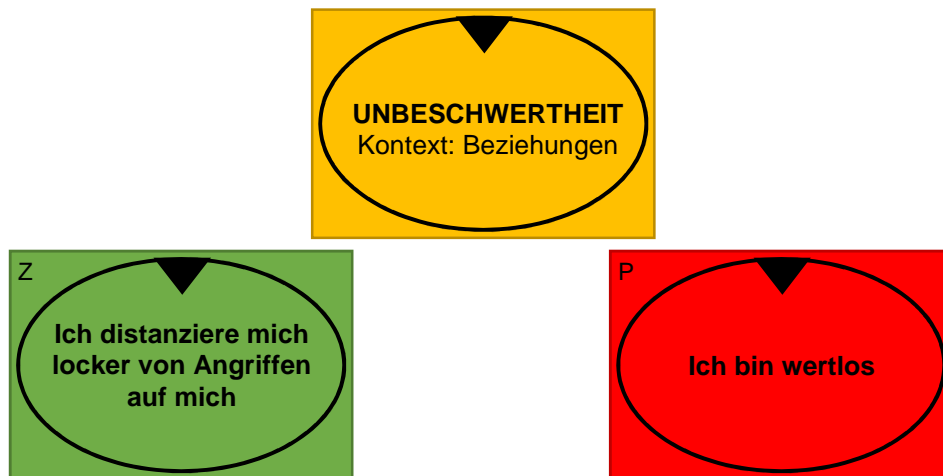 UNBESCHWERTHEIT
Kontext: Beziehungen
Z
Ich distanziere mich
locker von Angriffen
auf mich
P
Ich bin wertlos